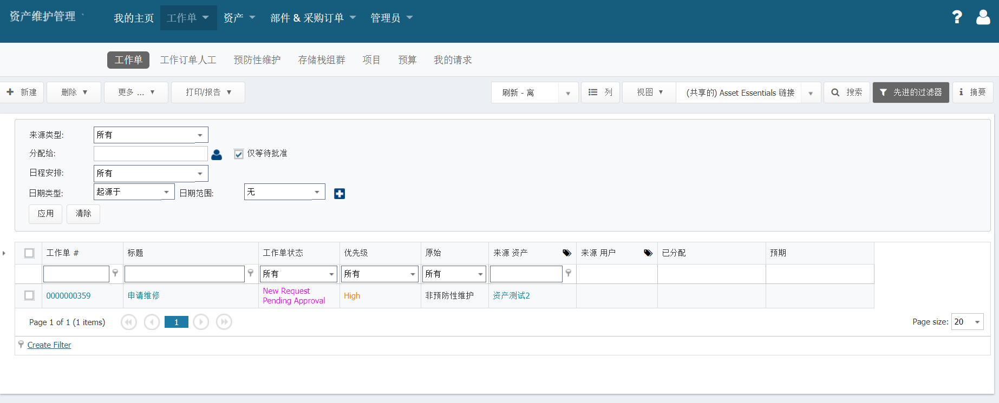 资产维护管理
我的主页 工作单 资产 部件 & 采购订单 管理员
工作单 工作订单人工 预防性维护 存储栈组群 项目 预算 我的请求
新建 删除 更多 ... 打印/报告 刷新 - 离 列 视图 (共享的) Asset Essentials 链接 搜索 先进的过滤器 摘要
来源类型: 所有
分配给: 仅等待批准
日程安排: 所有
日期类型: 起源于 日期范围: 无
应用 清除
工作单 # 标题 工作单状态 优先级 原始 来源 资产 来源 用户 已分配 预期
所有 所有 所有
0000000359 申请维修 New Request Pending Approval High 非预防性维护 资产测试2
Page 1 of 1 (1 items) 1 Page size: 20
Create Filter